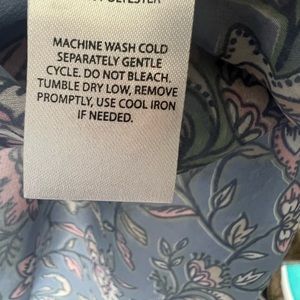 POLYESTER
MACHINE WASH COLD
SEPARATELY GENTLE
CYCLE. DO NOT BLEACH.
TUMBLE DRY LOW, REMOVE
PROMPTLY, USE COOL IRON
IF NEEDED.